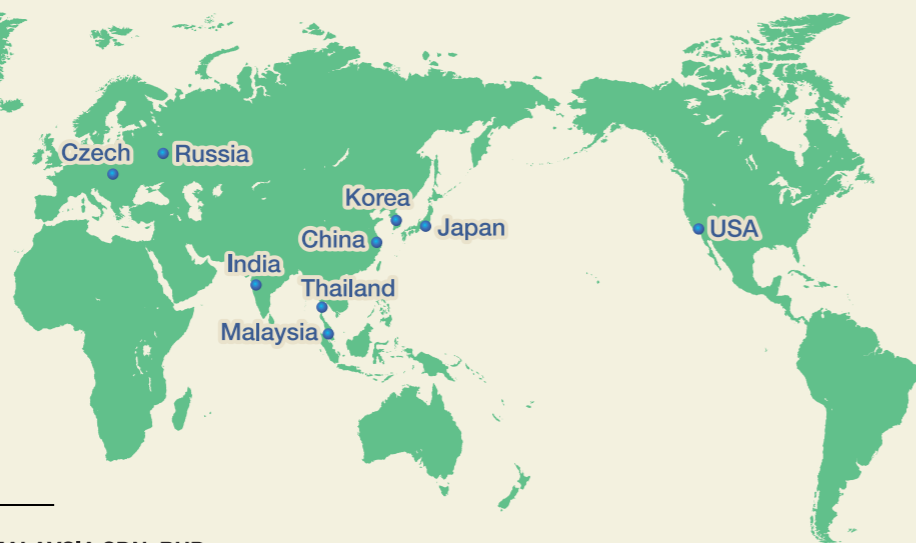 Czech
Russia
Korea
Japan
China
USA
India
Thailand
Malaysia